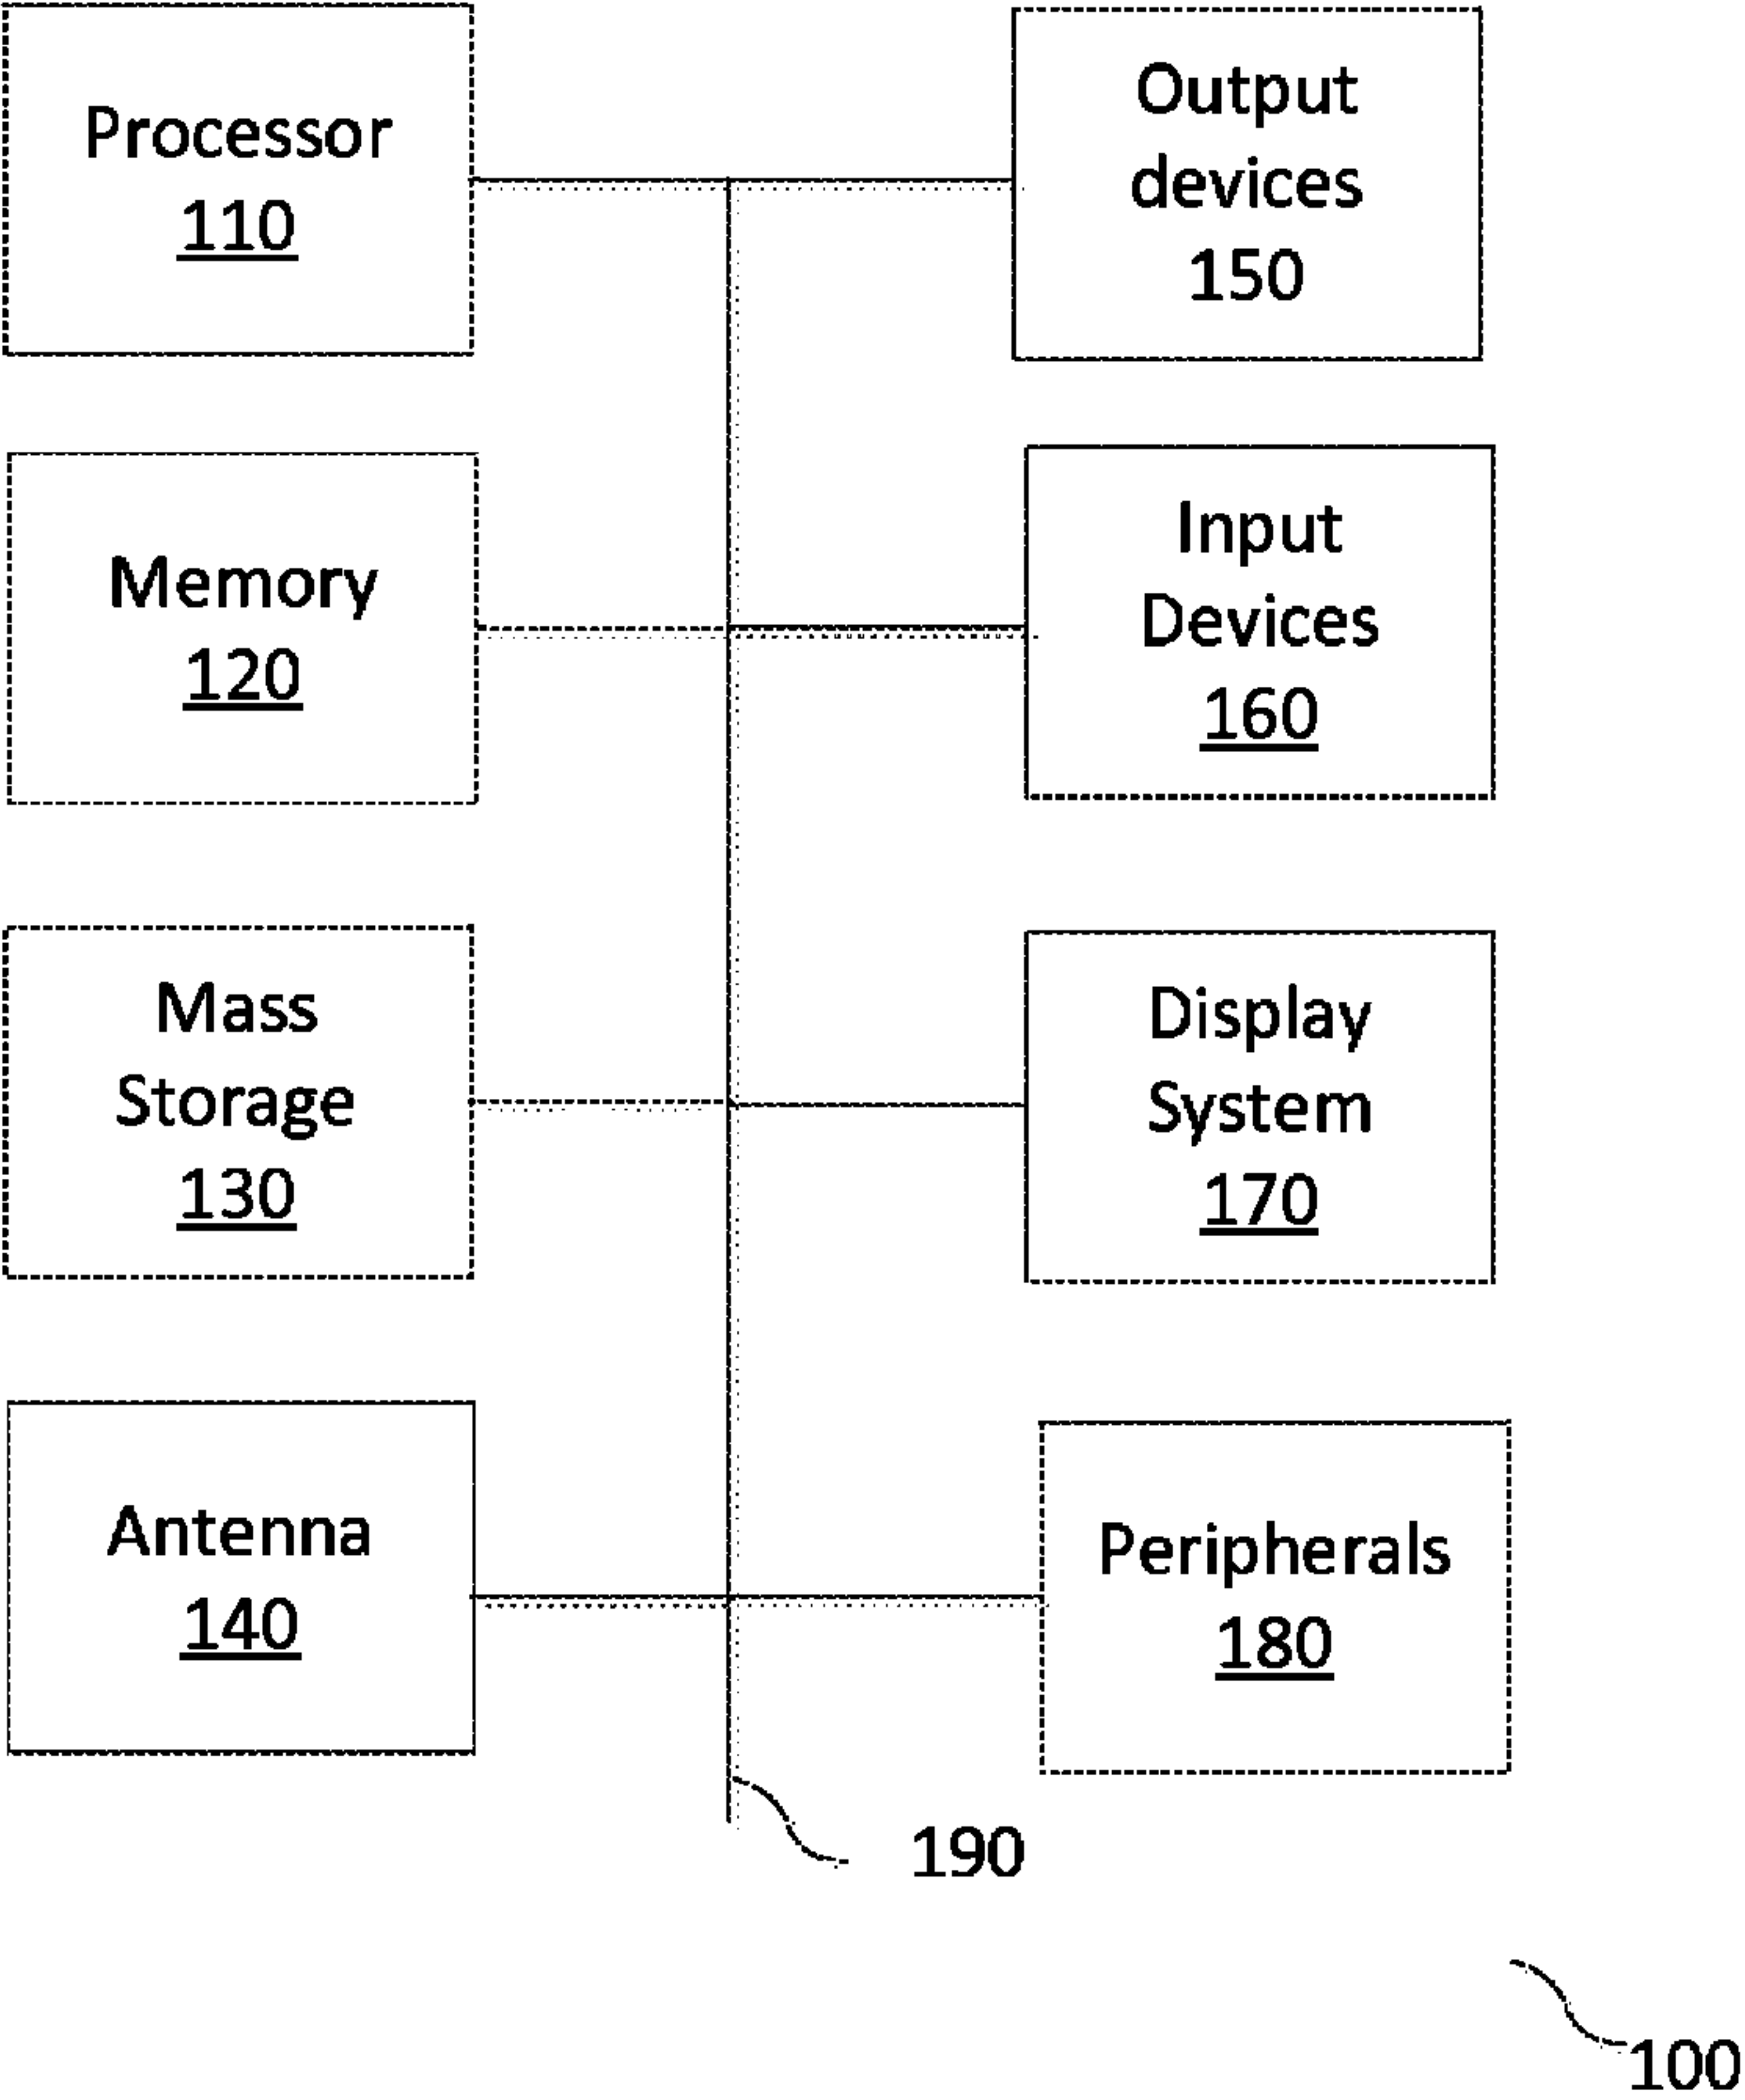 Processor
110
Output
devices
150
Memory
120
Input
Devices
160
Mass
Storage
130
Display
System
170
Antenna
140
Peripherals
180
190
100